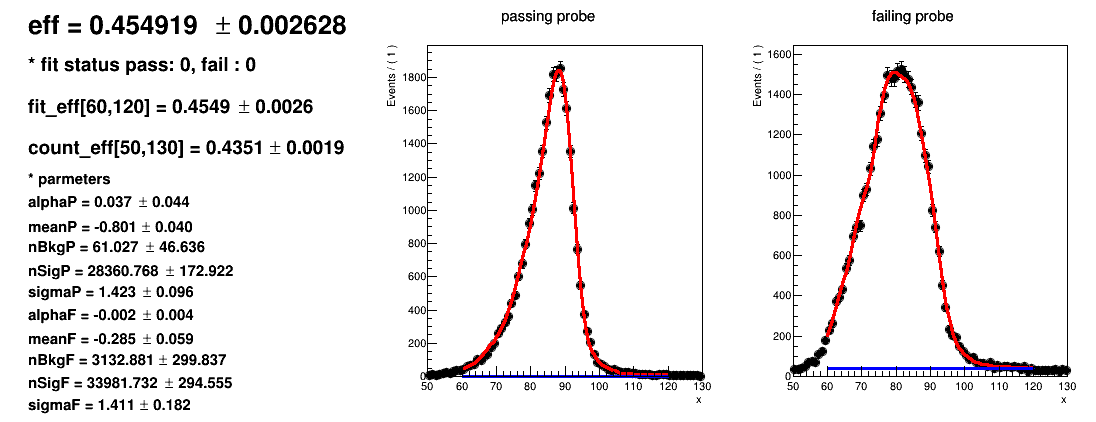 eff = 0.454919 ± 0.002628
* fit status pass: 0, fail : 0
fit_eff[60,120] = 0.4549 ± 0.0026
count_eff[50,130] = 0.4351 ± 0.0019
* parmeters
alphaP = 0.037 ± 0.044
meanP = -0.801 ± 0.040
nBkgP = 61.027 ± 46.636
nSigP = 28360.768 ± 172.922
sigmaP = 1.423 ± 0.096
alphaF = -0.002 ± 0.004
meanF = -0.285 ± 0.059
nBkgF = 3132.881 ± 299.837
nSigF = 33981.732 ± 294.555
sigmaF = 1.411 ± 0.182
passing probe
Events / ( 1 )
1800
1600
1400
1200
1000
800
600
400
200
0
50 60 70 80 90 100 110 120 130
x
failing probe
Events / ( 1 )
1600
1400
1200
1000
800
600
400
200
0
50 60 70 80 90 100 110 120 130
x